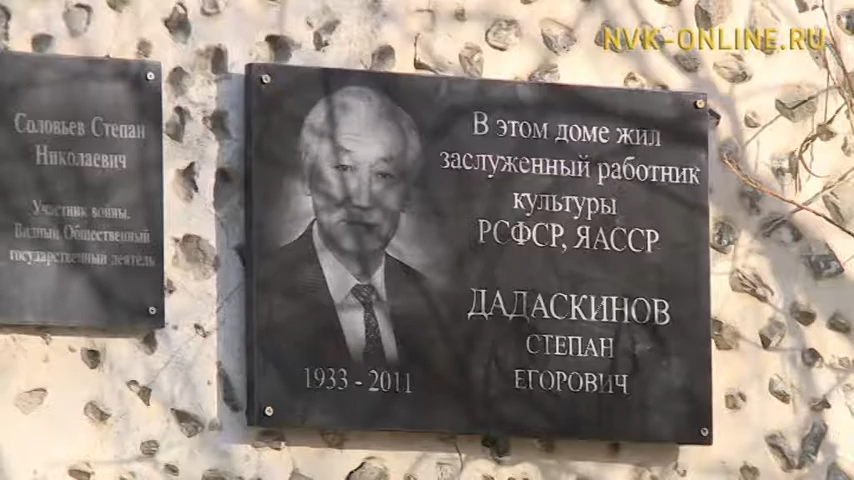 NVK-ONLINE.RU
Соловьев Степан
Николаевич
Участник войны.
Видный Общественный
государственный деятель
В этом доме жил
заслуженный работник
культуры
РСФСР, ЯАССР
ДАДАСКИНОВ
СТЕПАН
ЕГОРОВИЧ
1933 - 2011